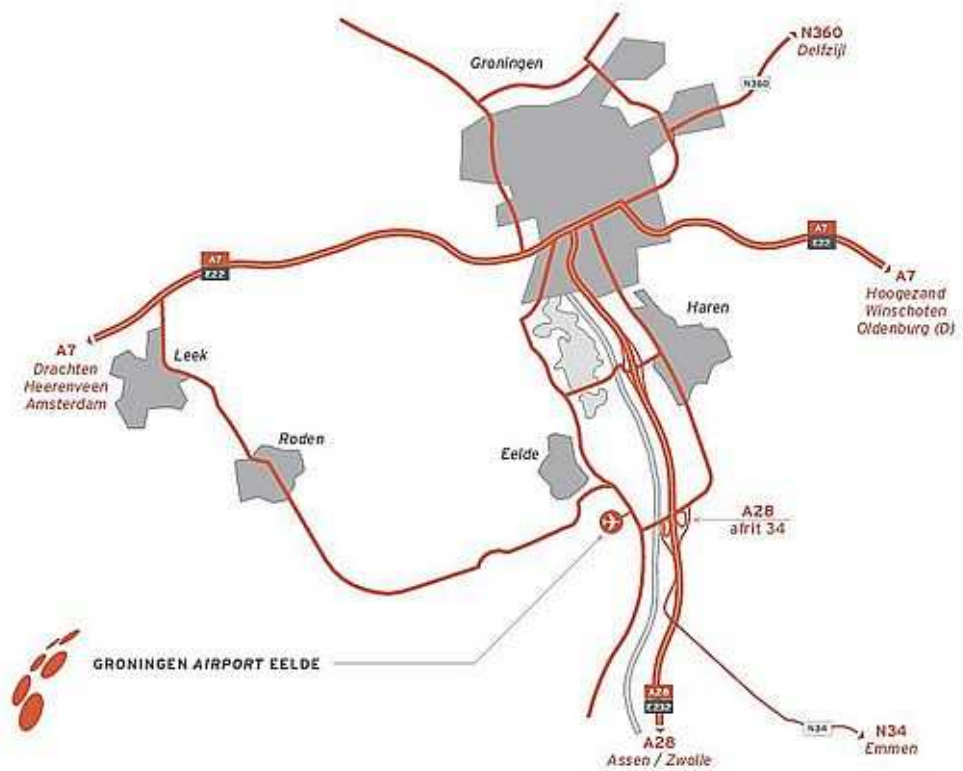 N360
Delfzijl
Groningen
N360
A7
E22
A7
E22
A7
Hoogezand
Winschoten
Oldenburg (D)
Haren
A7
Drachten
Heerenveen
Amsterdam
Leek
Roden
Eelde
A28
afrit 34
GRONINGEN AIRPORT EELDE
A28
E232
N34
N34
Emmen
A28
Assen / Zwolle